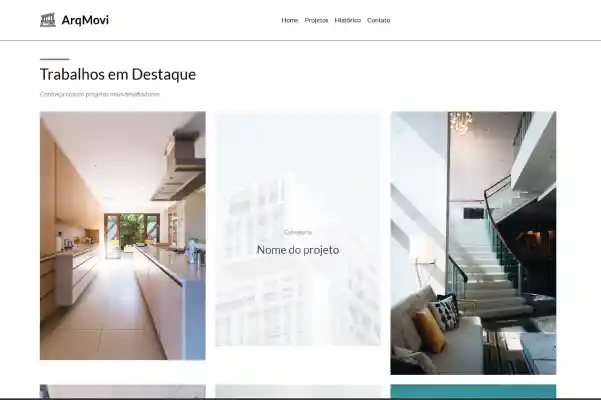 ArqMovi
Home Projetos Histórico Contato
Trabalhos em Destaque
Conheça nossos projetos mais desafiadores
Categoria
Nome do projeto